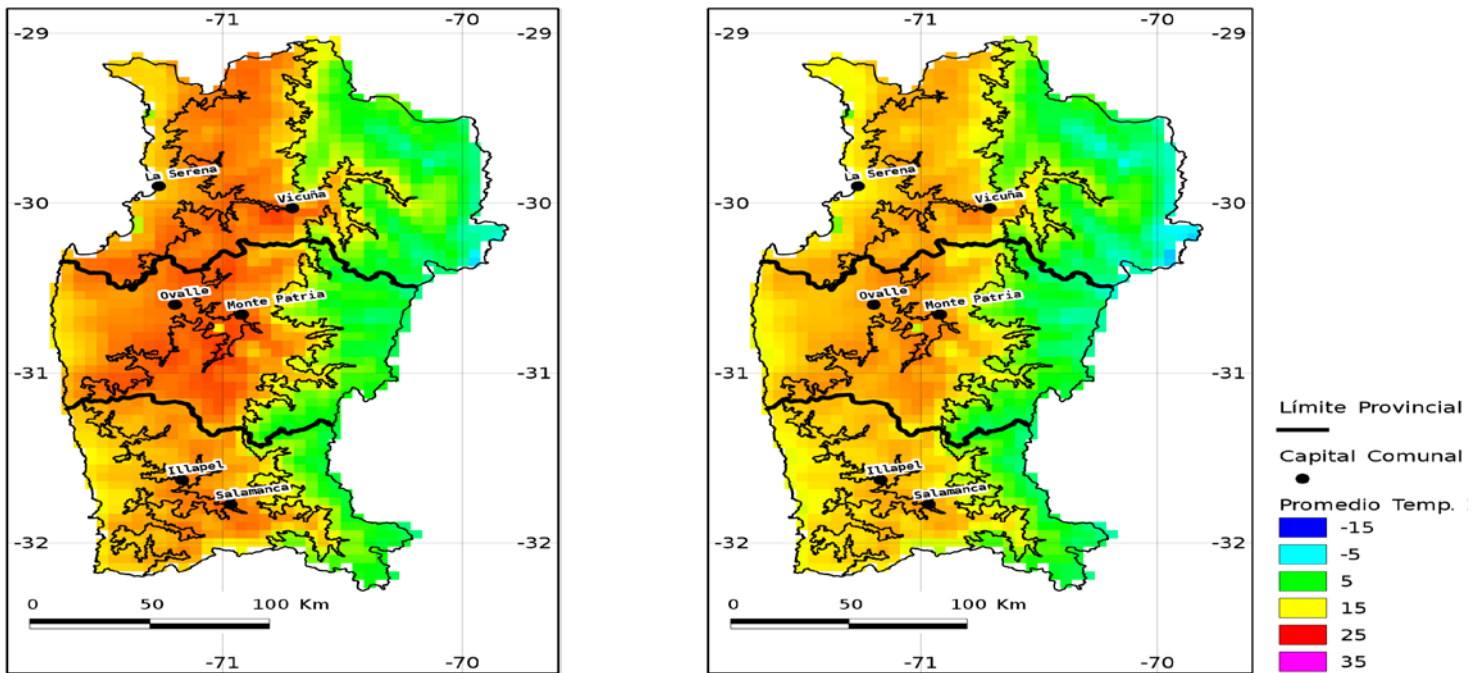 -71 -70
-29 -29
La Serena
Vicuña
-30 -30
Ovalle
Monte Patria
-31 -31
Illapel
Salamanca
-32 -32
0 50 100 Km
-71 -70
-71 -70
-29 -29
La Serena
Vicuña
-30 -30
Ovalle
Monte Patria
-31 -31
Illapel
Salamanca
-32 -32
0 50 100 Km
-71 -70
Límite Provincial
Capital Comunal
Promedio Temp.
-15
-5
5
15
25
35